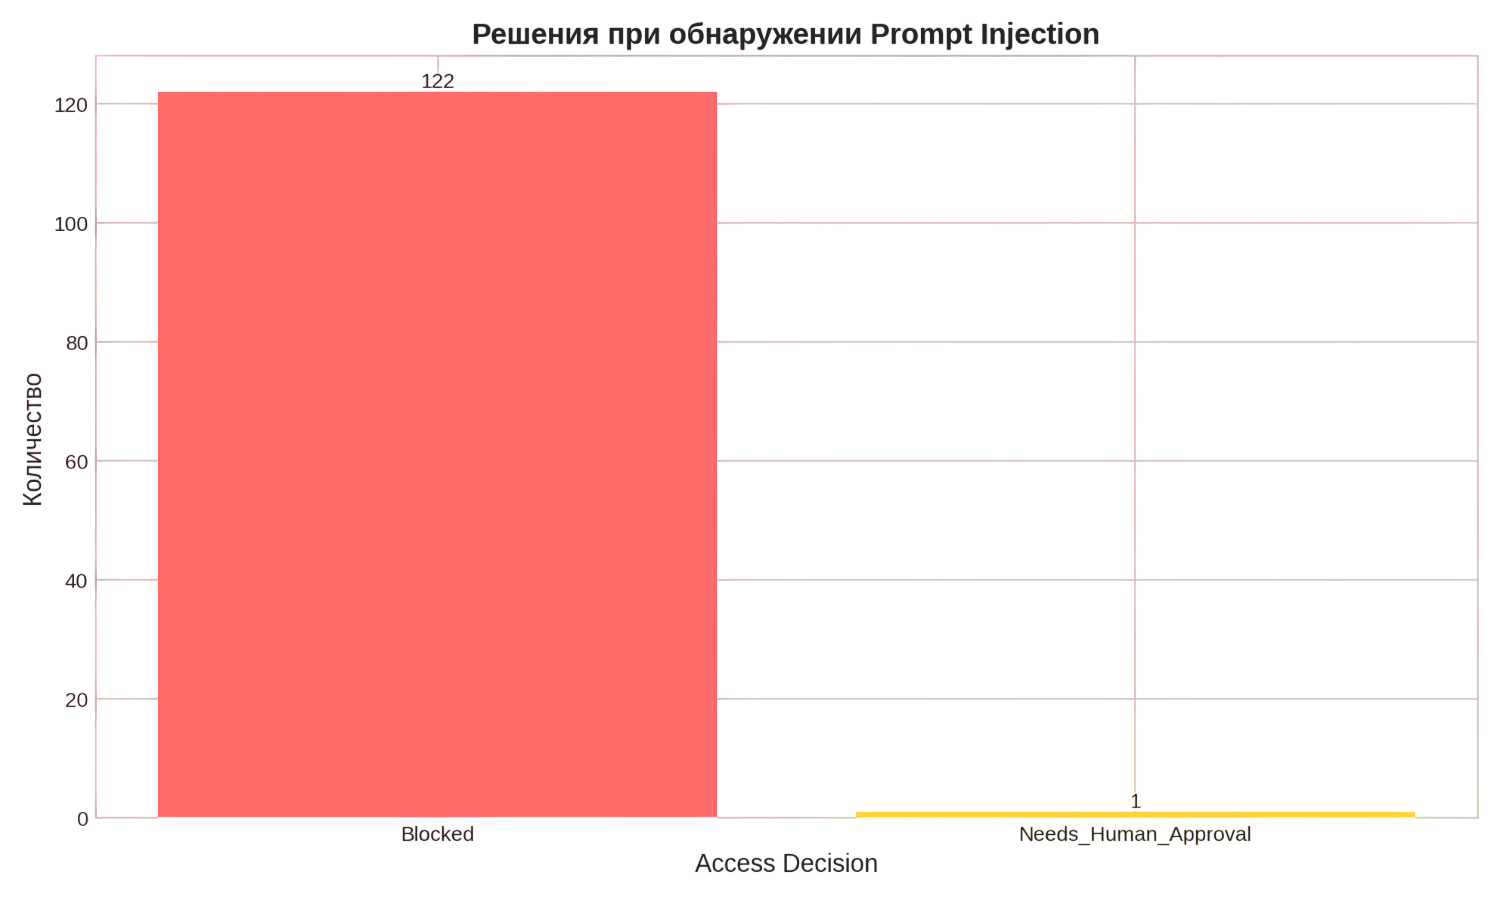 Решения при обнаружении Prompt Injection
122
120
100
80
60
40
20
0
Количество
1
Blocked
Needs_Human_Approval
Access Decision